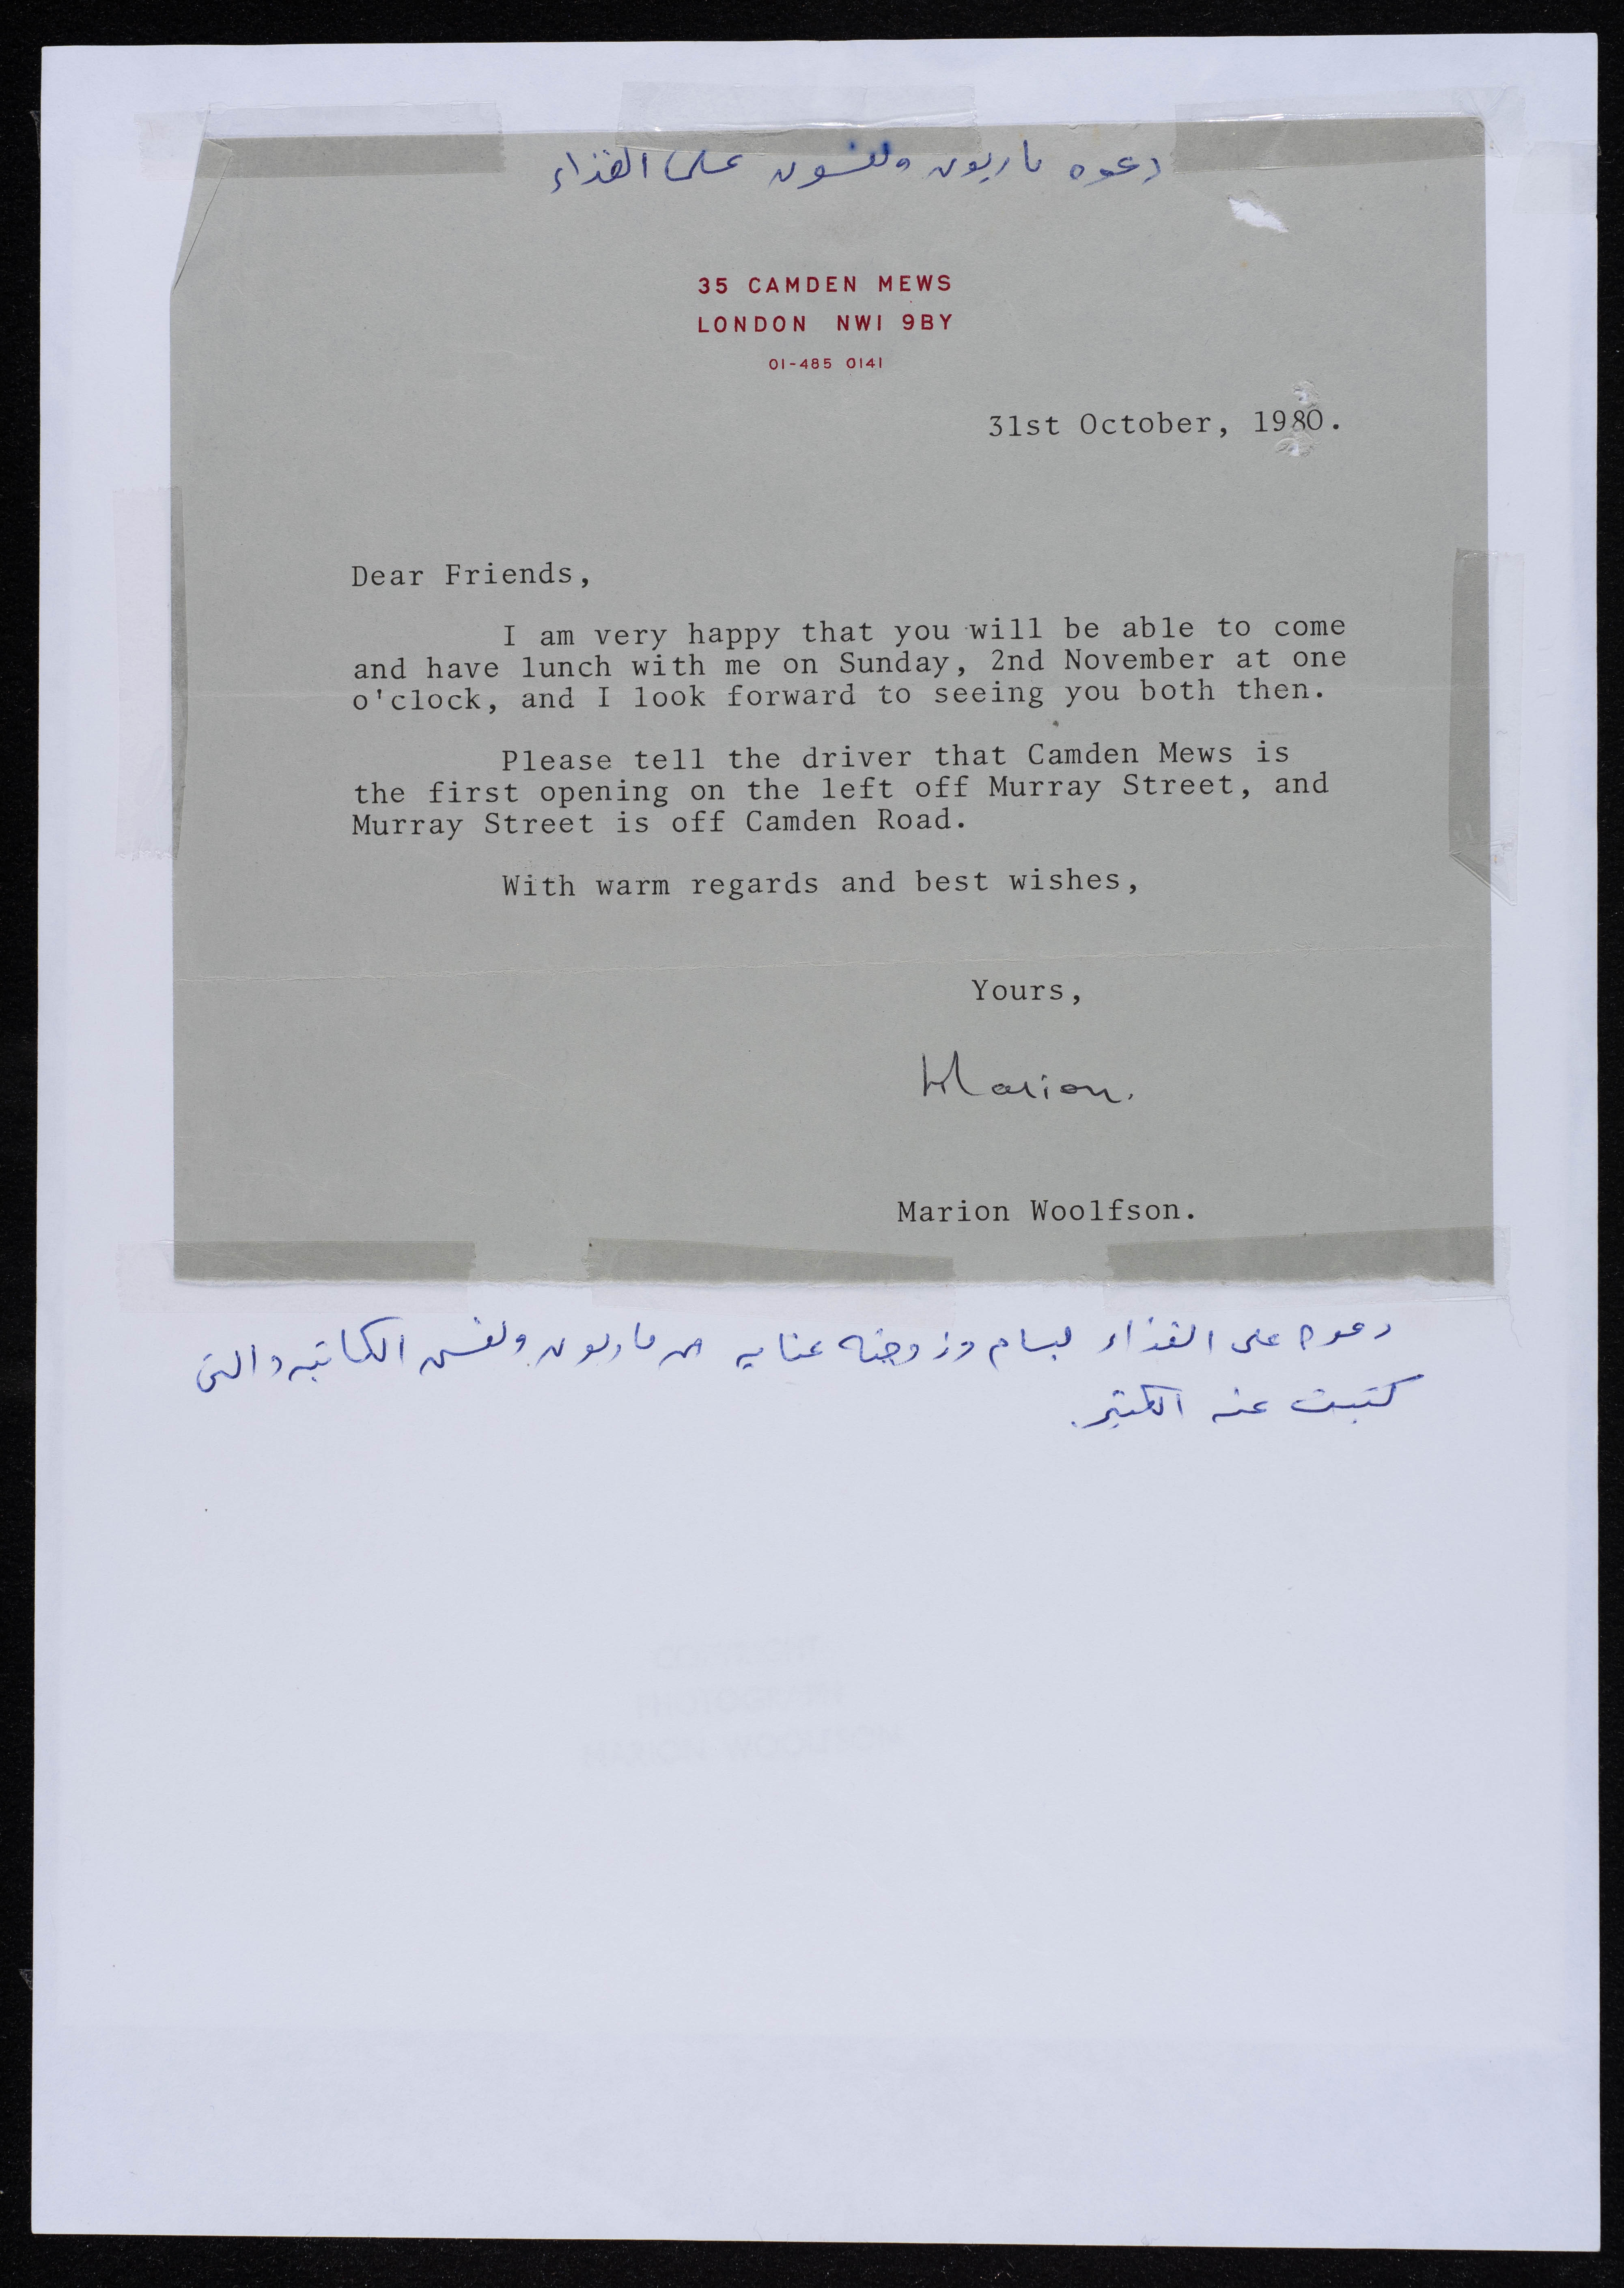 دعوه ماريون ولفسون على الغذاء
35 CAMDEN MEWS
LONDON NW1 9BY
01-485 0141
31st October, 1980.
Dear Friends,
I am very happy that you will be able to come
and have lunch with me on Sunday, 2nd November at one
o'clock, and I look forward to seeing you both then.
Please tell the driver that Camden Mews is
the first opening on the left off Murray Street, and
Murray Street is off Camden Road.
With warm regards and best wishes,
Yours,
Marion.
Marion Woolfson.
دعوه على الغذاء لبسام وزوجته عنايه من ماريون ولفسن الكاتبه والتى
كتبت عنه الكثير.